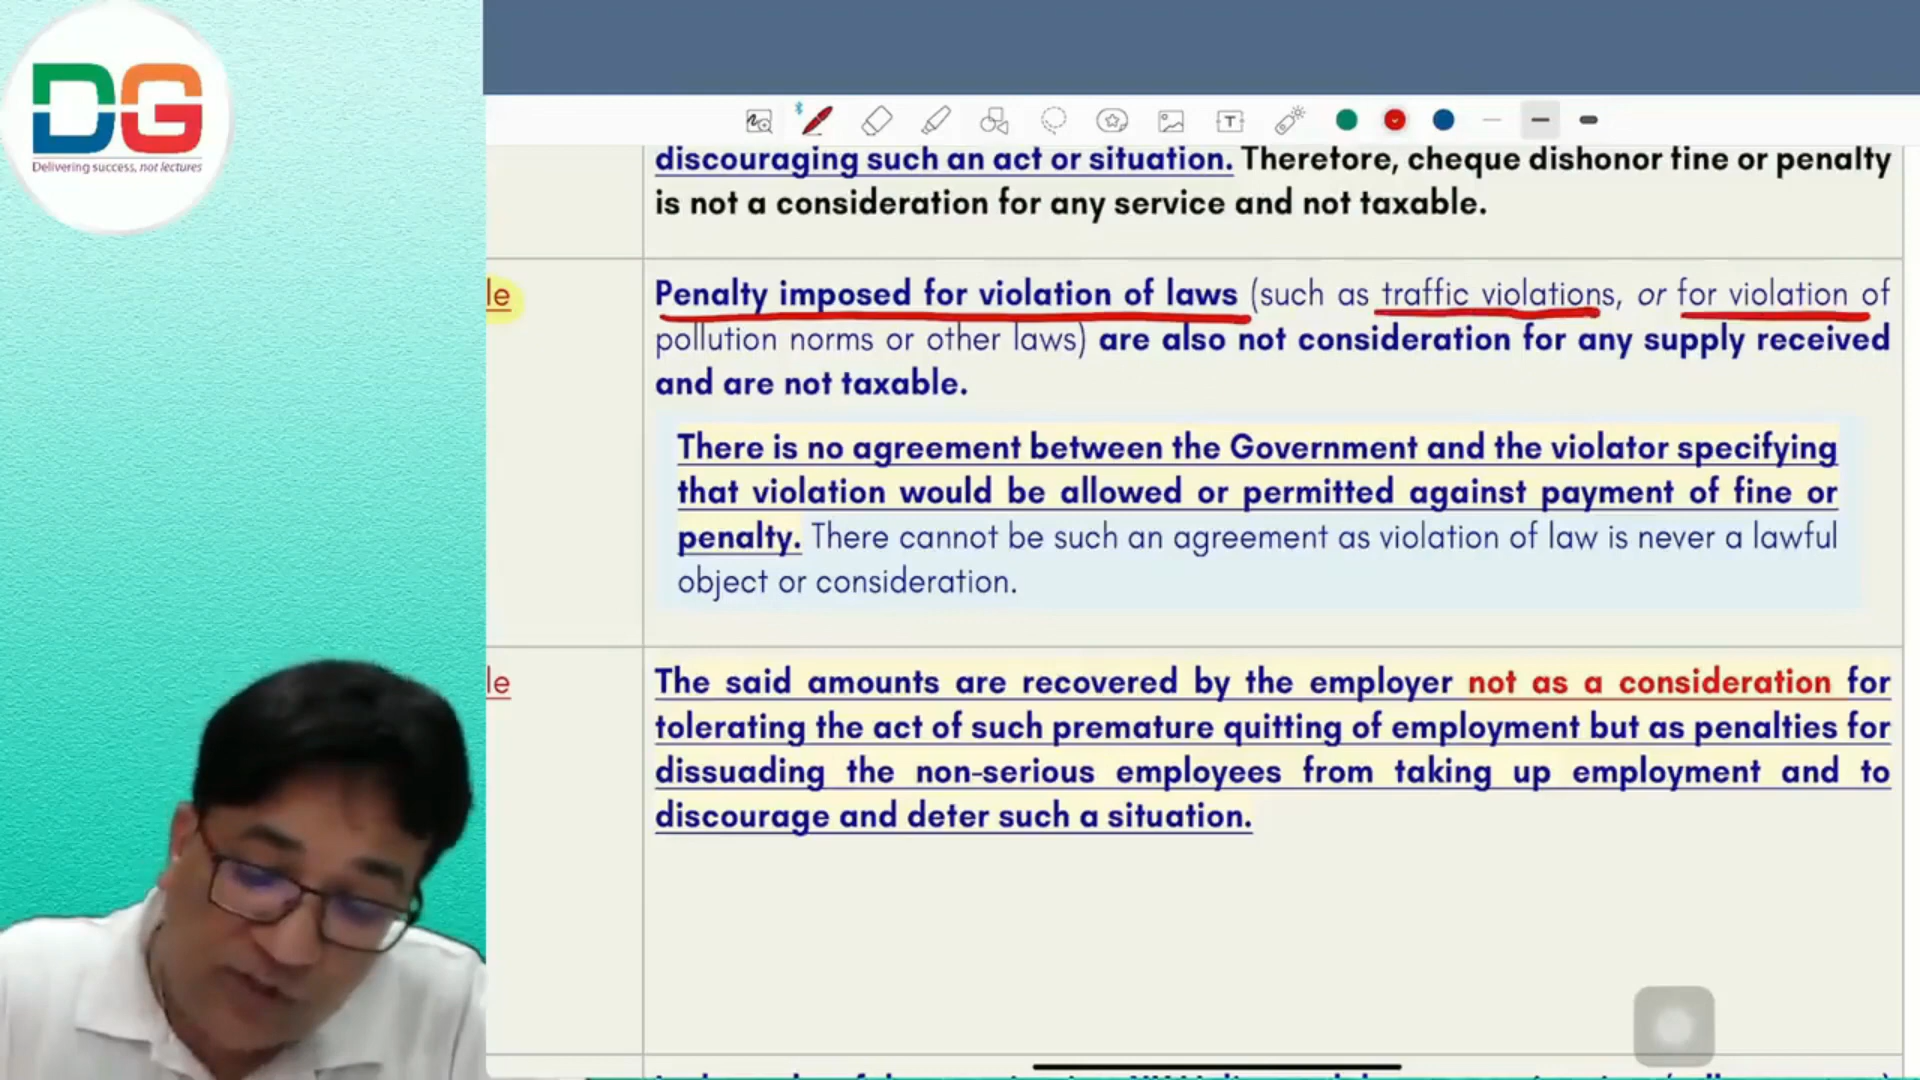 DG
Delivering success, not lectures
T
discouraging such an act or situation. Therefore, cheque dishonor fine or penalty
is not a consideration for any service and not taxable.
le
Penalty imposed for violation of laws (such as traffic violations, or for violation of
pollution norms or other laws) are also not consideration for any supply received
and are not taxable.
There is no agreement between the Government and the violator specifying
that violation would be allowed or permitted against payment of fine or
penalty. There cannot be such an agreement as violation of law is never a lawful
object or consideration.
le
The said amounts are recovered by the employer not as a consideration for
tolerating the act of such premature quitting of employment but as penalties for
dissuading the non-serious employees from taking up employment and to
discourage and deter such a situation.